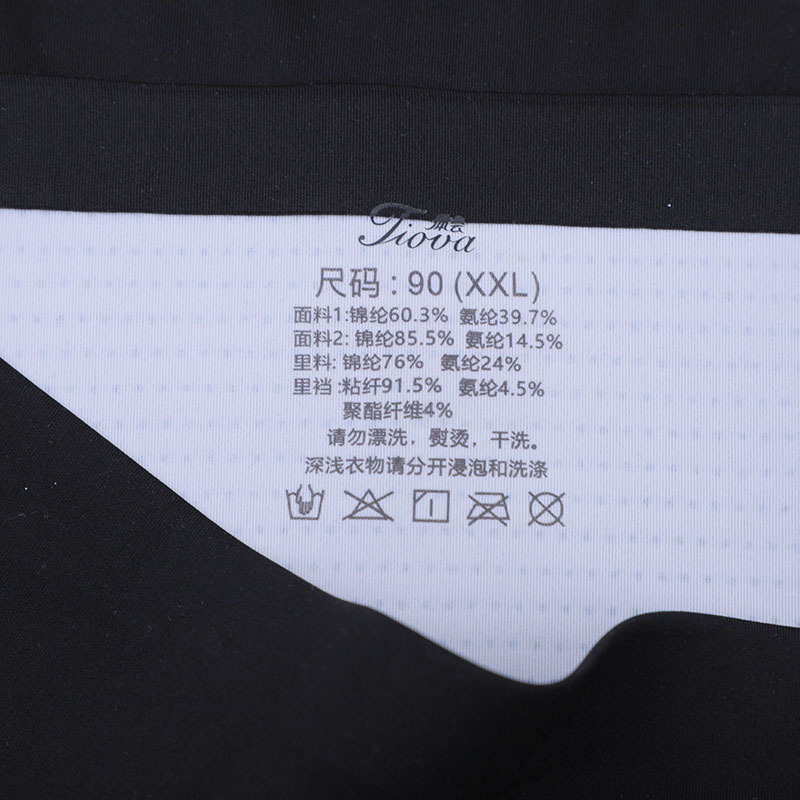 Tiova
尺码 : 90 (XXL)
面料1:锦纶60.3% 氨纶39.7%
面料2: 锦纶85.5% 氨纶14.5%
里料: 锦纶76% 氨纶24%
里裆 : 粘纤91.5% 氨纶4.5%
聚酯纤维4%
请勿漂洗，熨烫，干洗。
深浅衣物请分开浸泡和洗涤